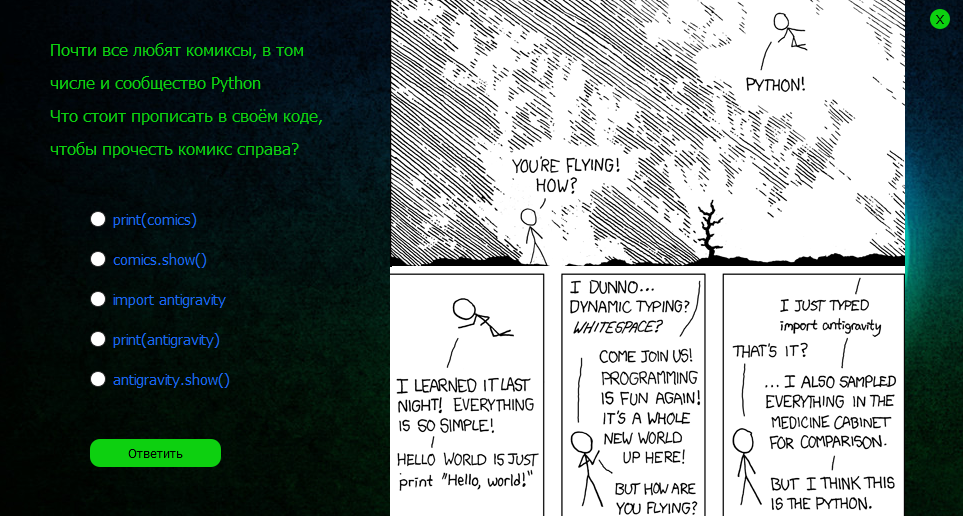 Почти все любят комиксы, в том
числе и сообщество Python
Что стоит прописать в своём коде,
чтобы прочесть комикс справа?
print(comics)
comics.show()
import antigravity
print(antigravity)
antigravity.show()
Ответить
X
PYTHON!
YOU'RE FLYING!
HOW?
I LEARNED IT LAST
NIGHT! EVERYTHING
IS SO SIMPLE!
HELLO WORLD IS JUST
print "Hello, world!"
I DUNNO...
DYNAMIC TYPING?
WHITESPACE?
COME JOIN US!
PROGRAMMING
IS FUN AGAIN!
IT'S A WHOLE
NEW WORLD
UP HERE!
BUT HOW ARE
YOU FLYING?
I JUST TYPED
import antigravity
THAT'S IT?
... I ALSO SAMPLED
EVERYTHING IN THE
MEDICINE CABINET
FOR COMPARISON.
BUT I THINK THIS
IS THE PYTHON.